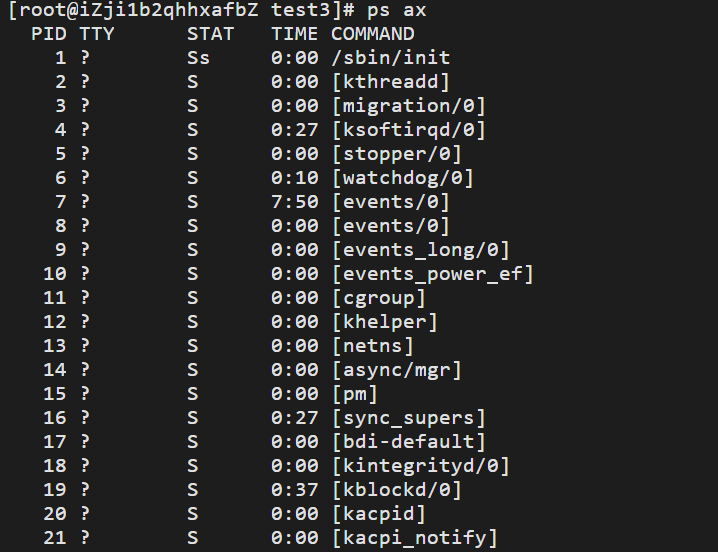 [root@iZji1b2qhhxafbZ test3]# ps ax
  PID TTY      STAT   TIME COMMAND
    1 ?        Ss     0:00 /sbin/init
    2 ?        S      0:00 [kthreadd]
    3 ?        S      0:00 [migration/0]
    4 ?        S      0:27 [ksoftirqd/0]
    5 ?        S      0:00 [stopper/0]
    6 ?        S      0:10 [watchdog/0]
    7 ?        S      7:50 [events/0]
    8 ?        S      0:00 [events/0]
    9 ?        S      0:00 [events_long/0]
   10 ?        S      0:00 [events_power_ef]
   11 ?        S      0:00 [cgroup]
   12 ?        S      0:00 [khelper]
   13 ?        S      0:00 [netns]
   14 ?        S      0:00 [async/mgr]
   15 ?        S      0:00 [pm]
   16 ?        S      0:27 [sync_supers]
   17 ?        S      0:00 [bdi-default]
   18 ?        S      0:00 [kintegrityd/0]
   19 ?        S      0:37 [kblockd/0]
   20 ?        S      0:00 [kacpid]
   21 ?        S      0:00 [kacpi_notify]